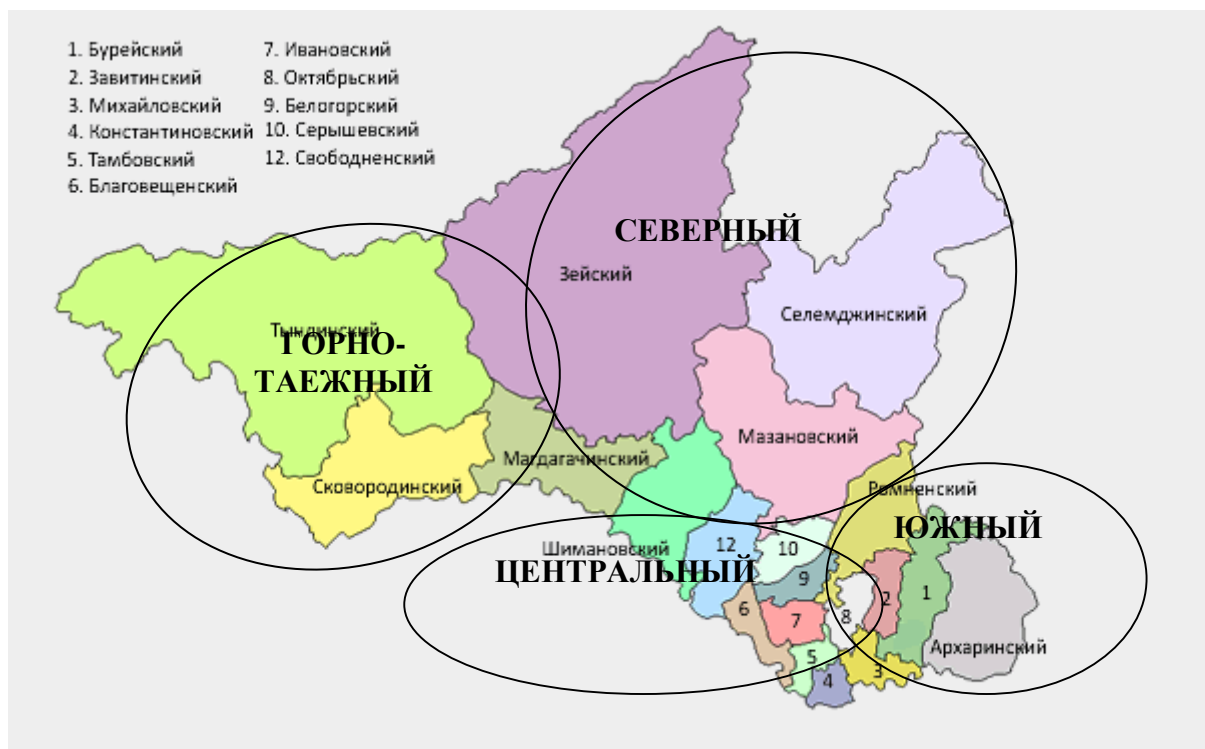 1. Бурейский
2. Завитинский
3. Михайловский
4. Константиновский
5. Тамбовский
6. Благовещенский
7. Ивановский
8. Октябрьский
9. Белогорский
10. Серышевский
12. Свободненский
СЕВЕРНЫЙ
Зейский
Селемджинский
Тындинский
ГОРНО-
ТАЕЖНЫЙ
Мазановский
Магдагачинский
Сковородинский
Ромненский
ЮЖНЫЙ
Шимановский
12
10
ЦЕНТРАЛЬНЫЙ
9
6
7
8
2
1
5
4
3
Архаринский